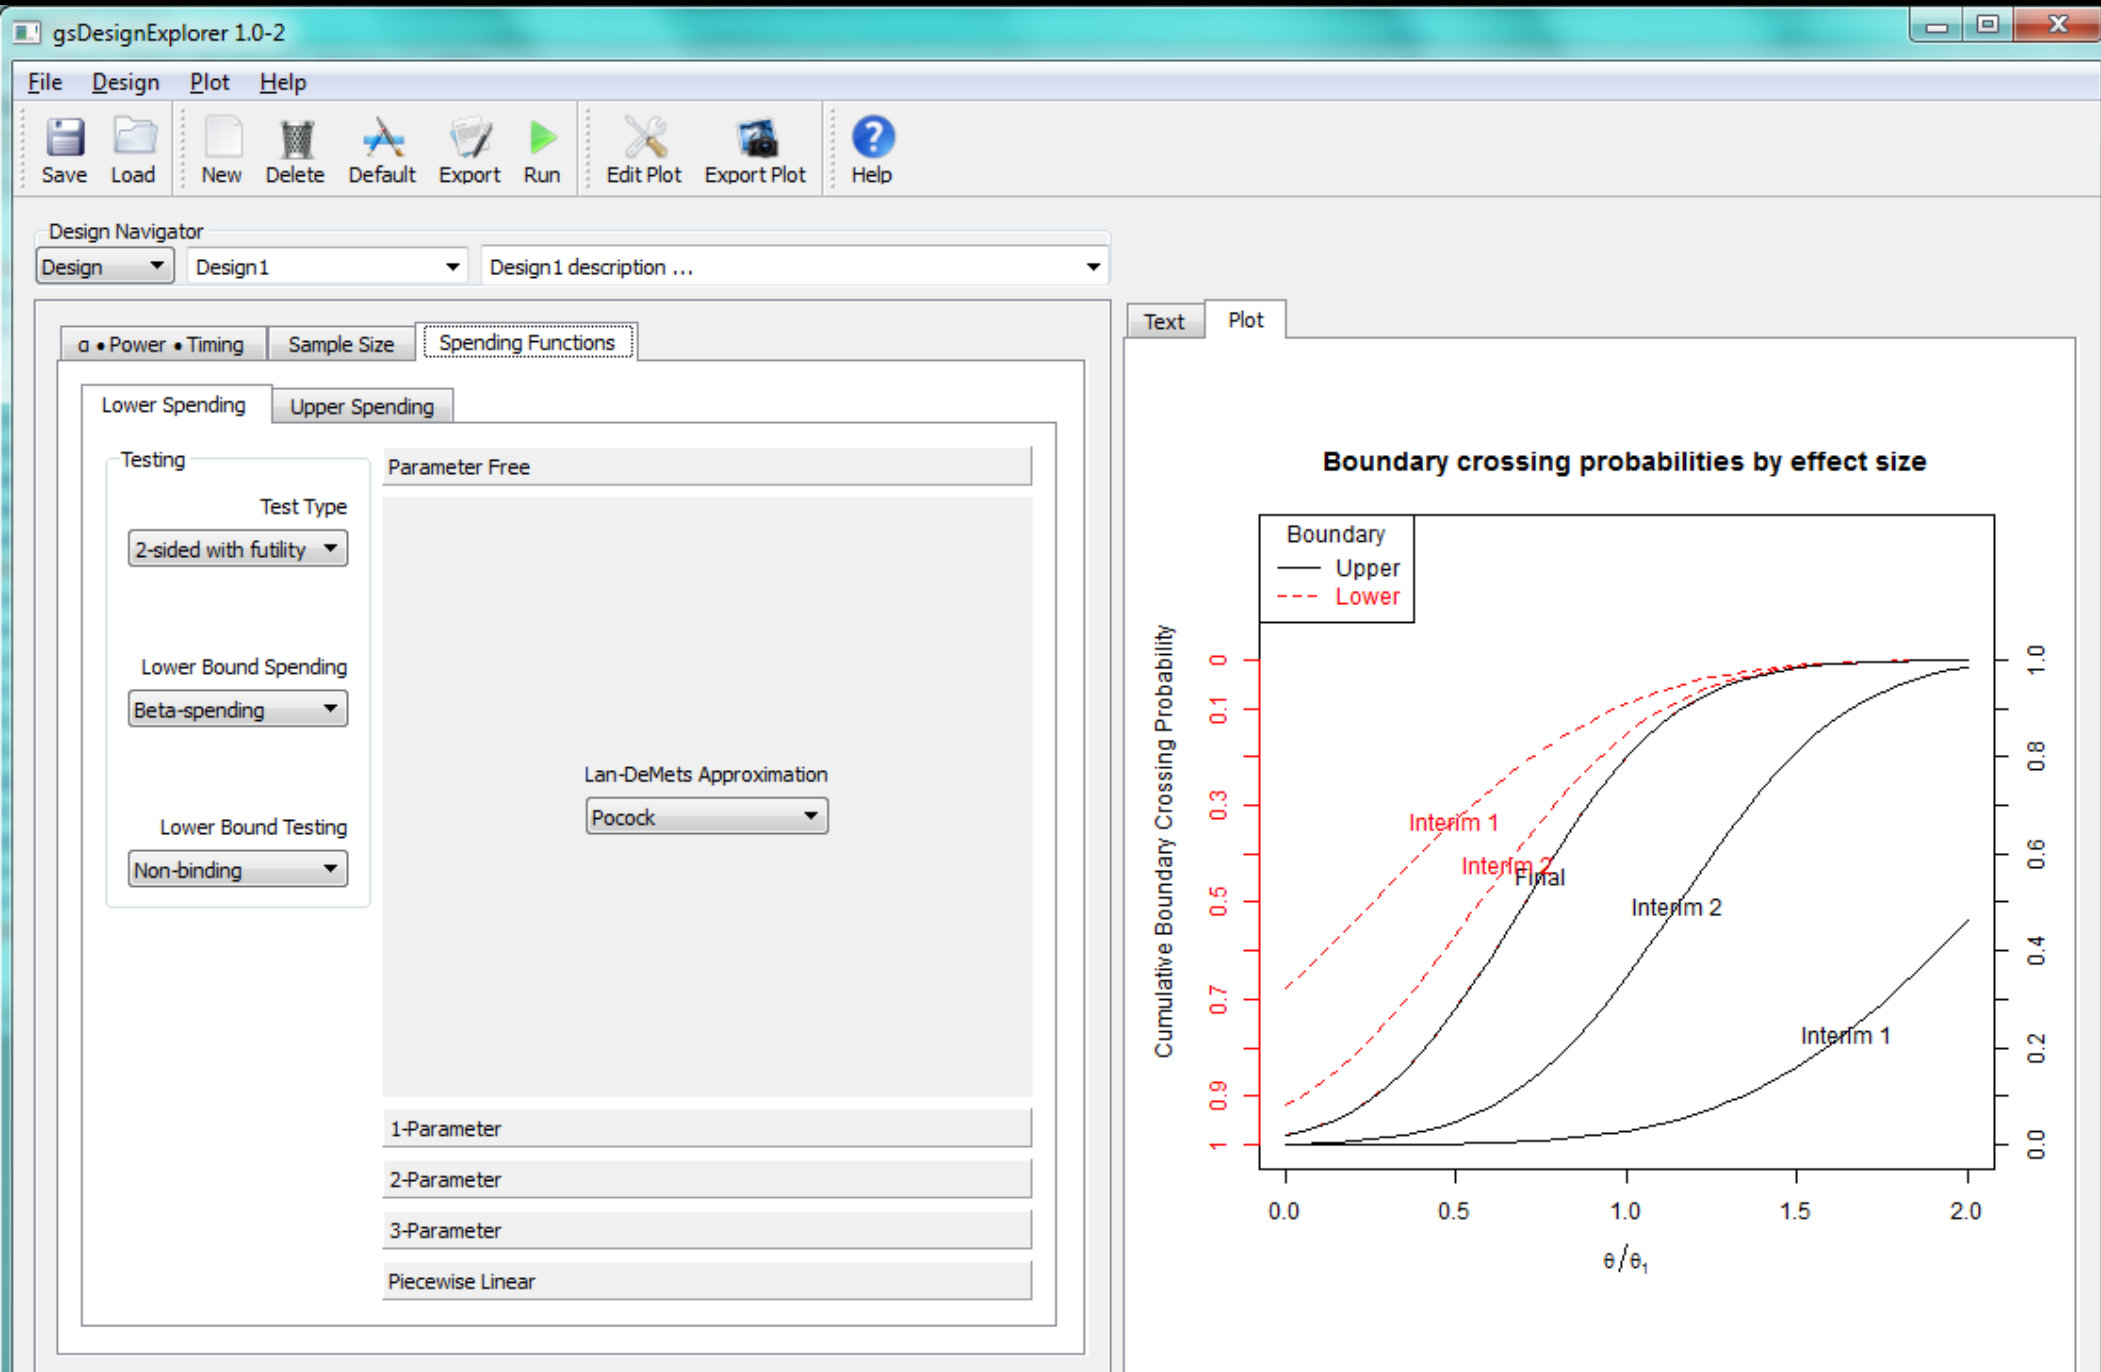 gsDesignExplorer 1.0-2
File Design Plot Help
Save Load New Delete Default Export Run Edit Plot Export Plot Help
Design Navigator
Design Design1 Design1 description ...
α • Power • Timing Sample Size Spending Functions
Lower Spending Upper Spending
Testing
Test Type
2-sided with futility
Lower Bound Spending
Beta-spending
Lower Bound Testing
Non-binding
Parameter Free
Lan-DeMets Approximation
Pocock
1-Parameter
2-Parameter
3-Parameter
Piecewise Linear
Text Plot
Boundary crossing probabilities by effect size
Boundary
Upper
Lower
Cumulative Boundary Crossing Probability
0
0.1
0.3
0.5
0.7
0.9
1
Interim 1
Interim 2
Final
Interim 2
Interim 1
1.0
0.8
0.6
0.4
0.2
0.0
0.0 0.5 1.0 1.5 2.0
θ/θ₁